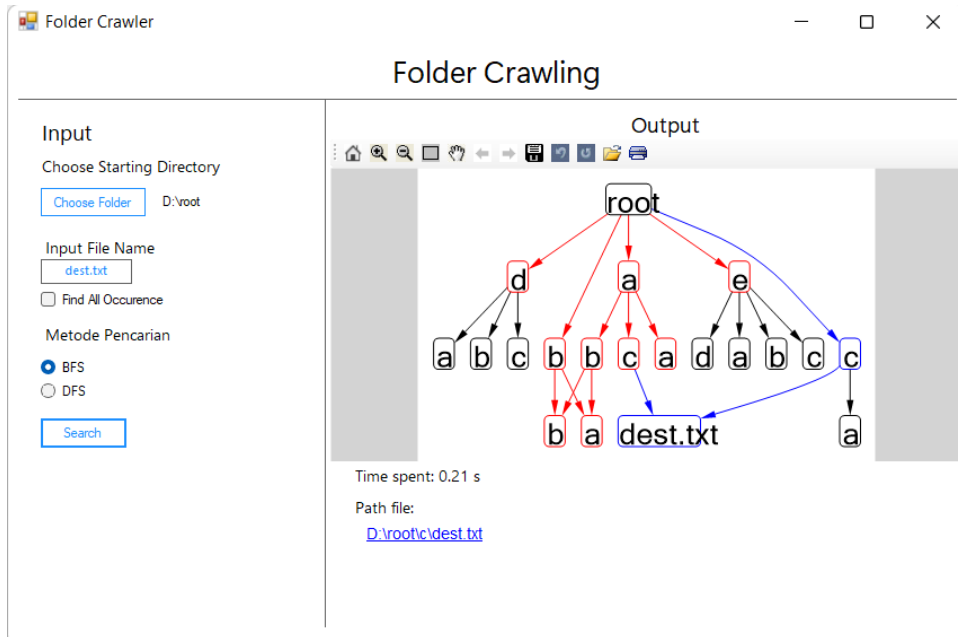 Folder Crawler
Folder Crawling
Input
Choose Starting Directory
Choose Folder D:\root
Input File Name
dest.txt
Find All Occurence
Metode Pencarian
BFS
DFS
Search
Output
root
d a e
a b c b b c a d a b c c
b a dest.txt a
Time spent: 0.21 s
Path file:
D:\root\c\dest.txt